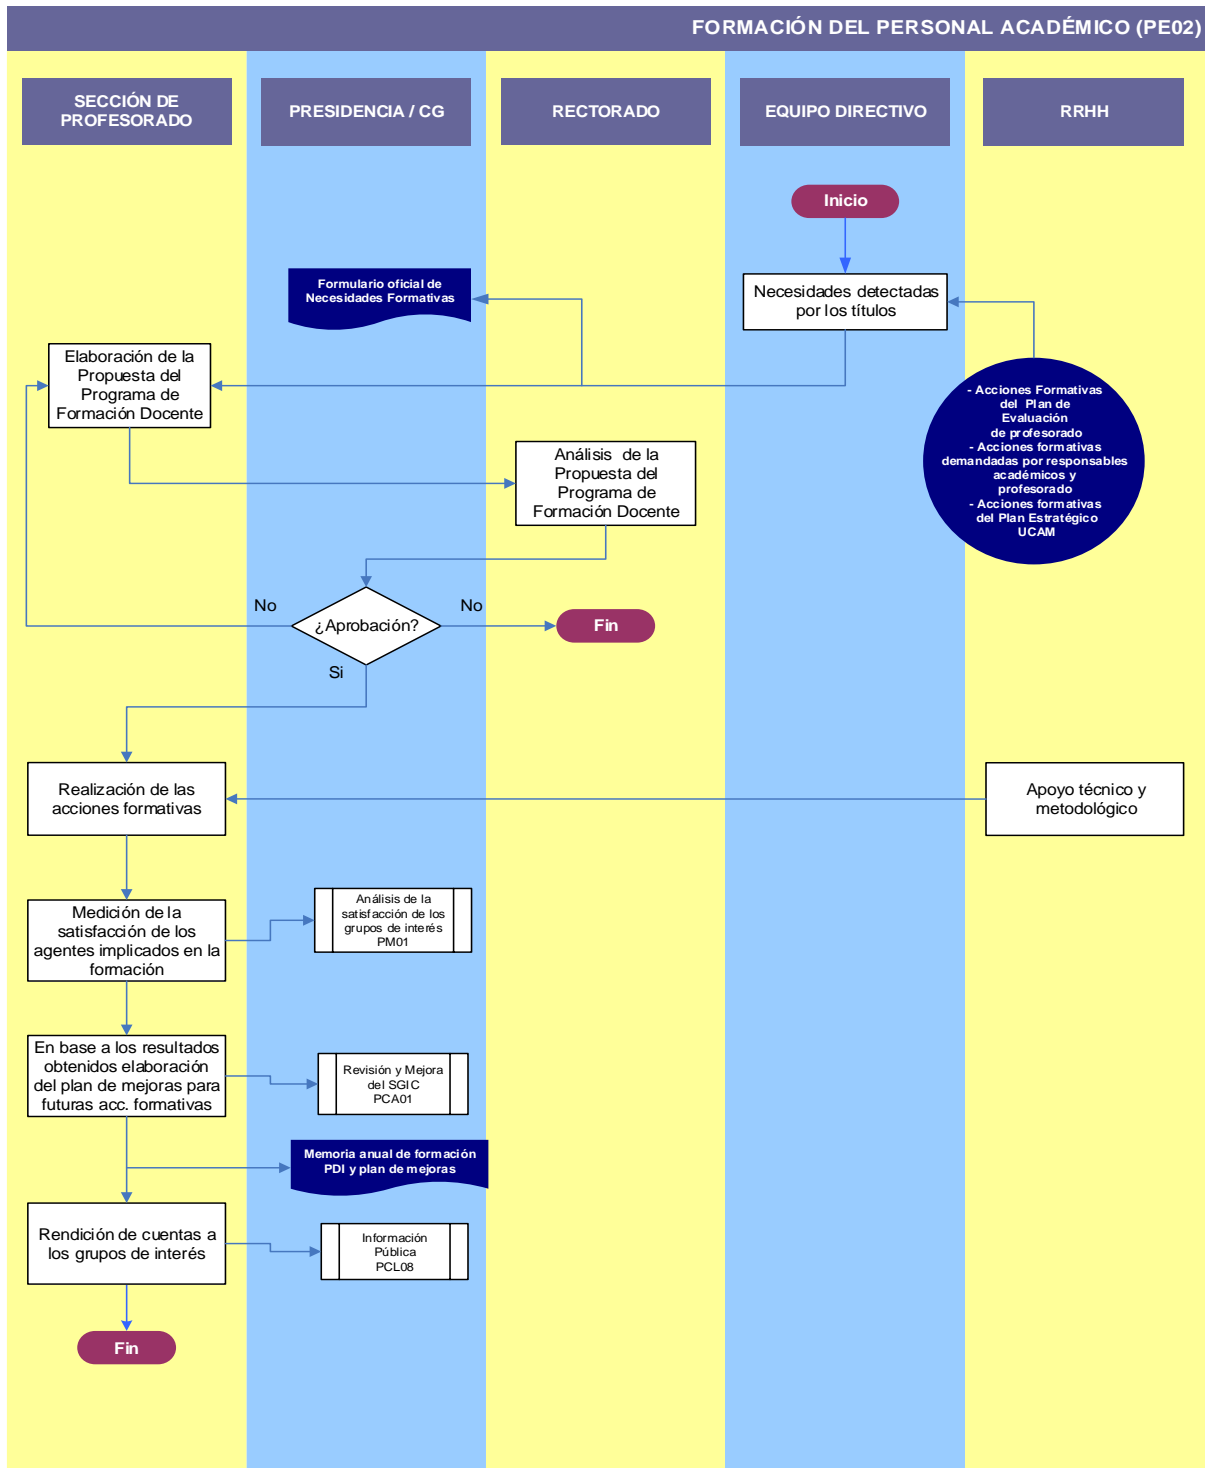 FORMACIÓN DEL PERSONAL ACADÉMICO (PE02)
SECCIÓN DE
PROFESORADO
PRESIDENCIA / CG
RECTORADO
EQUIPO DIRECTIVO
RRHH
Inicio
Formulario oficial de
Necesidades Formativas
Necesidades detectadas
por los títulos
Elaboración de la
Propuesta del
Programa de
Formación Docente
- Acciones Formativas
del Plan de
Evaluación
de profesorado
- Acciones formativas
demandadas por responsables
académicos y
profesorado
- Acciones formativas
del Plan Estratégico
UCAM
Análisis de la
Propuesta del
Programa de
Formación Docente
No
¿Aprobación?
No
Fin
Si
Realización de las
acciones formativas
Apoyo técnico y
metodológico
Medición de la
satisfacción de los
agentes implicados en la
formación
Análisis de la
satisfacción de los
grupos de interés
PM01
En base a los resultados
obtenidos elaboración
del plan de mejoras para
futuras acc. formativas
Revisión y Mejora
del SGIC
PCA01
Memoria anual de formación
PDI y plan de mejoras
Rendición de cuentas a
los grupos de interés
Información
Pública
PCL08
Fin